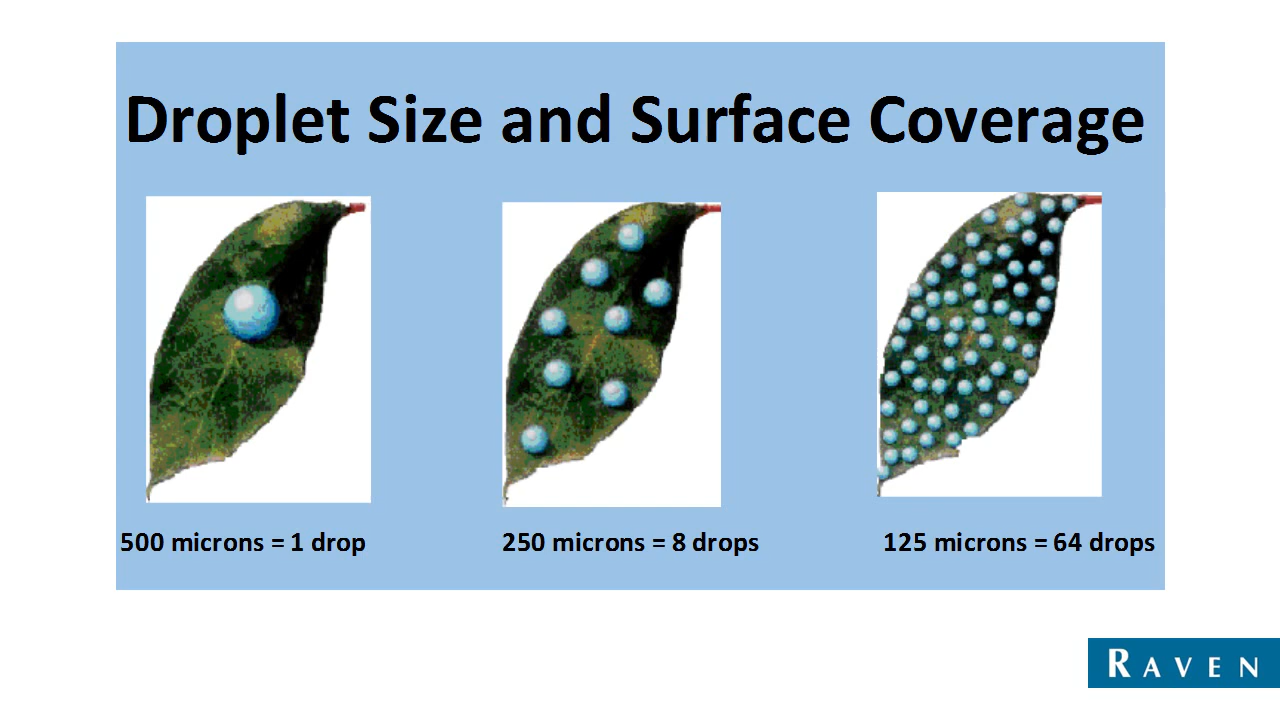 Droplet Size and Surface Coverage
500 microns = 1 drop
250 microns = 8 drops
125 microns = 64 drops
RAVEN